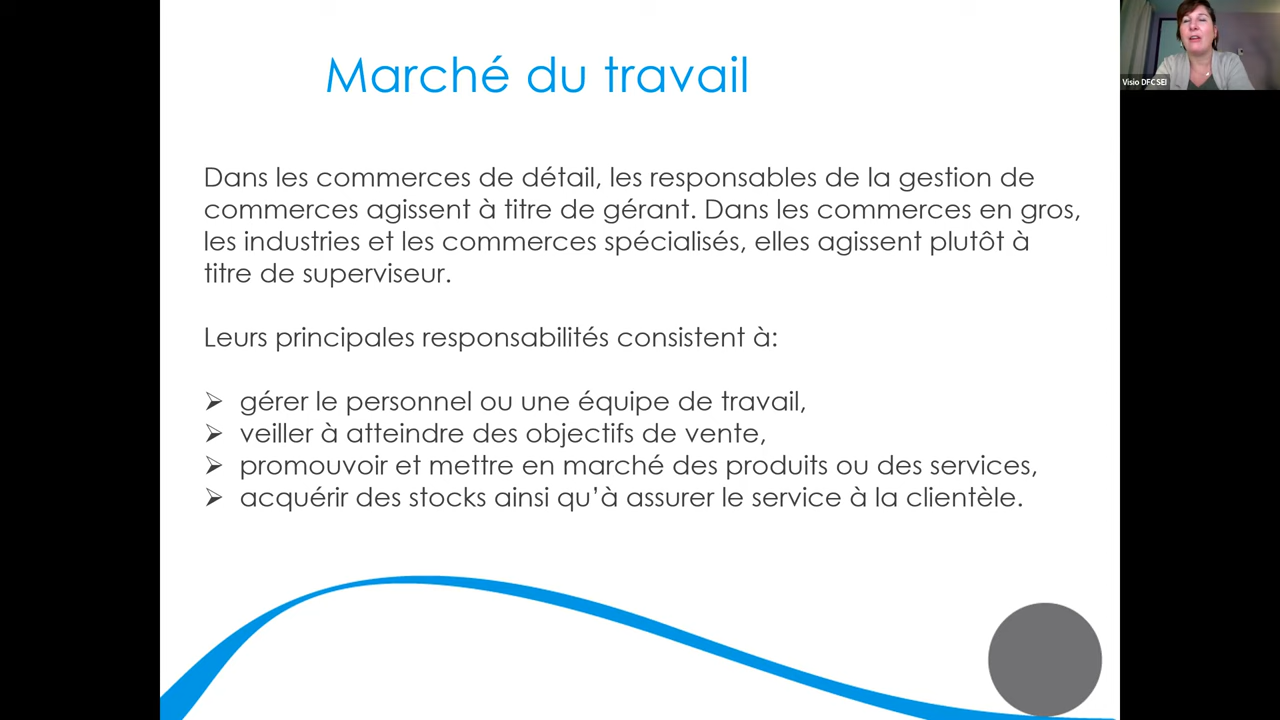 Marché du travail
Visio DFCSEI
Dans les commerces de détail, les responsables de la gestion de
commerces agissent à titre de gérant. Dans les commerces en gros,
les industries et les commerces spécialisés, elles agissent plutôt à
titre de superviseur.
Leurs principales responsabilités consistent à:
gérer le personnel ou une équipe de travail,
veiller à atteindre des objectifs de vente,
promouvoir et mettre en marché des produits ou des services,
acquérir des stocks ainsi qu’à assurer le service à la clientèle.